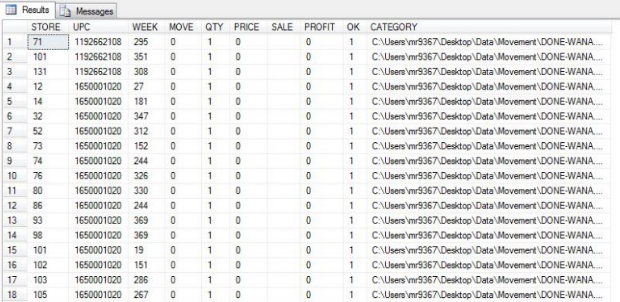 Results Messages
STORE UPC WEEK MOVE QTY PRICE SALE PROFIT OK CATEGORY
1 71 1192662108 295 0 1 0 0 1 C:\Users\mr9367\Desktop\Data\Movement\DONE-WANA....
2 101 1192662108 351 0 1 0 0 1 C:\Users\mr9367\Desktop\Data\Movement\DONE-WANA....
3 131 1192662108 308 0 1 0 0 1 C:\Users\mr9367\Desktop\Data\Movement\DONE-WANA....
4 12 1650001020 27 0 1 0 0 1 C:\Users\mr9367\Desktop\Data\Movement\DONE-WANA....
5 14 1650001020 181 0 1 0 0 1 C:\Users\mr9367\Desktop\Data\Movement\DONE-WANA....
6 32 1650001020 347 0 1 0 0 1 C:\Users\mr9367\Desktop\Data\Movement\DONE-WANA....
7 52 1650001020 312 0 1 0 0 1 C:\Users\mr9367\Desktop\Data\Movement\DONE-WANA....
8 73 1650001020 152 0 1 0 0 1 C:\Users\mr9367\Desktop\Data\Movement\DONE-WANA....
9 74 1650001020 244 0 1 0 0 1 C:\Users\mr9367\Desktop\Data\Movement\DONE-WANA....
10 76 1650001020 326 0 1 0 0 1 C:\Users\mr9367\Desktop\Data\Movement\DONE-WANA....
11 80 1650001020 330 0 1 0 0 1 C:\Users\mr9367\Desktop\Data\Movement\DONE-WANA....
12 86 1650001020 244 0 1 0 0 1 C:\Users\mr9367\Desktop\Data\Movement\DONE-WANA....
13 93 1650001020 369 0 1 0 0 1 C:\Users\mr9367\Desktop\Data\Movement\DONE-WANA....
14 98 1650001020 369 0 1 0 0 1 C:\Users\mr9367\Desktop\Data\Movement\DONE-WANA....
15 101 1650001020 19 0 1 0 0 1 C:\Users\mr9367\Desktop\Data\Movement\DONE-WANA....
16 102 1650001020 151 0 1 0 0 1 C:\Users\mr9367\Desktop\Data\Movement\DONE-WANA....
17 103 1650001020 286 0 1 0 0 1 C:\Users\mr9367\Desktop\Data\Movement\DONE-WANA....
18 105 1650001020 267 0 1 0 0 1 C:\Users\mr9367\Desktop\Data\Movement\DONE-WANA....